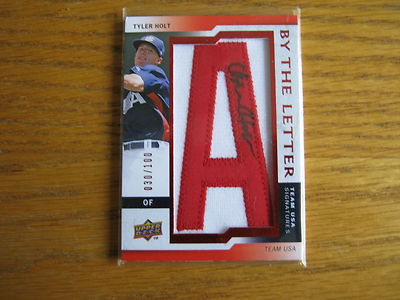 TYLER HOLT
BY THE LETTER
TEAM USA
SIGNATURES
A
030/100
OF
UPPER
DECK
TEAM USA